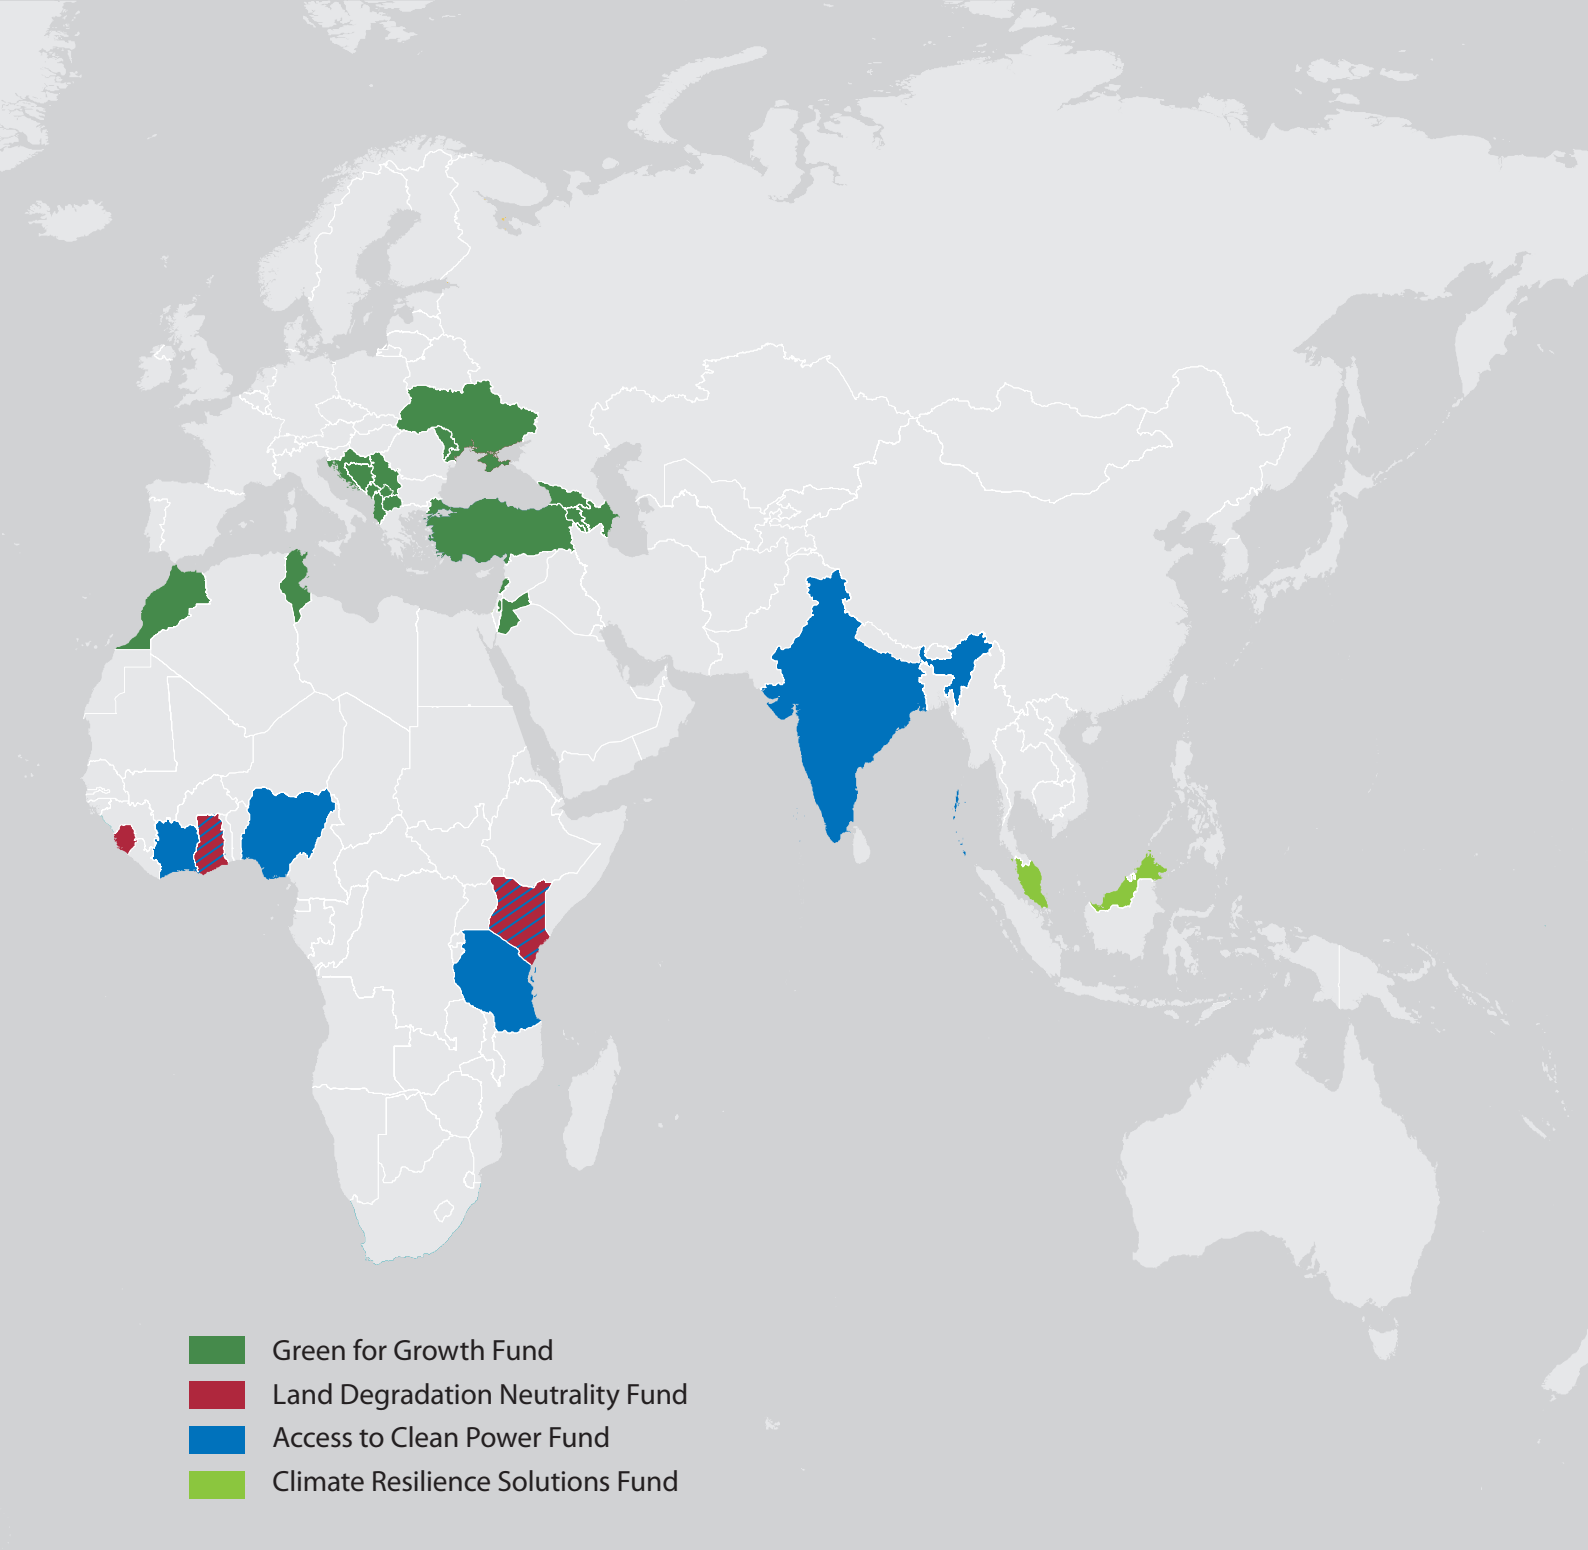 Green for Growth Fund
Land Degradation Neutrality Fund
Access to Clean Power Fund
Climate Resilience Solutions Fund